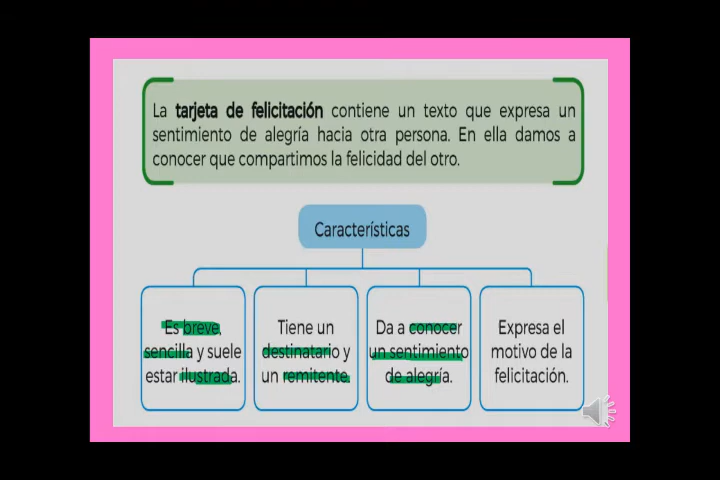 La tarjeta de felicitación contiene un texto que expresa un
sentimiento de alegría hacia otra persona. En ella damos a
conocer que compartimos la felicidad del otro.
Características
Es breve,
sencilla y suele
estar ilustrada.
Tiene un
destinatario y
un remitente.
Da a conocer
un sentimiento
de alegría.
Expresa el
motivo de la
felicitación.